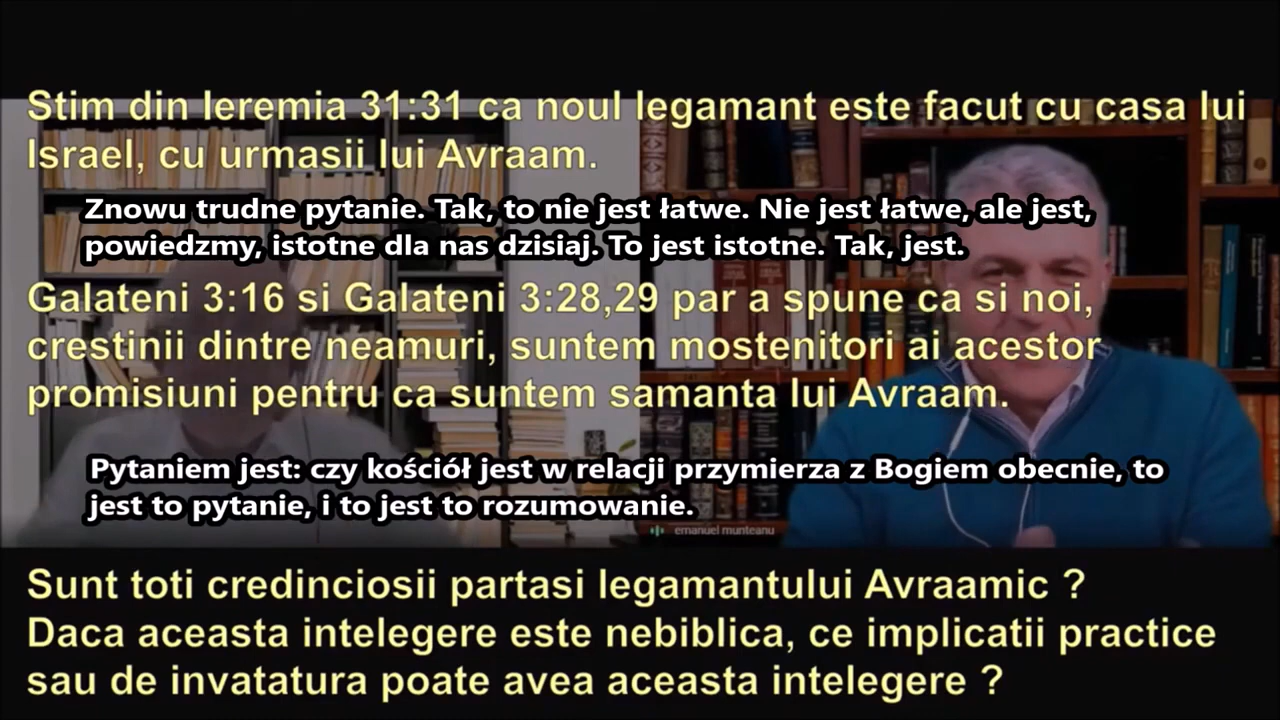 Stim din Ieremia 31:31 ca noul legamant este facut cu casa lui
Israel, cu urmasii lui Avraam.
Znowu trudne pytanie. Tak, to nie jest łatwe. Nie jest łatwe, ale jest,
powiedzmy, istotne dla nas dzisiaj. To jest istotne. Tak, jest.
Galateni 3:16 si Galateni 3:28,29 par a spune ca si noi,
crestinii dintre neamuri, suntem mostenitori ai acestor
promisiuni pentru ca suntem samanta lui Avraam.
Pytaniem jest: czy kościół jest w relacji przymierza z Bogiem obecnie, to
jest to pytanie, i to jest to rozumowanie.
emanuel munteanu
Sunt toti credinciosii partasi legamantului Avraamic ?
Daca aceasta intelegere este nebiblica, ce implicatii practice
sau de invatatura poate avea aceasta intelegere ?